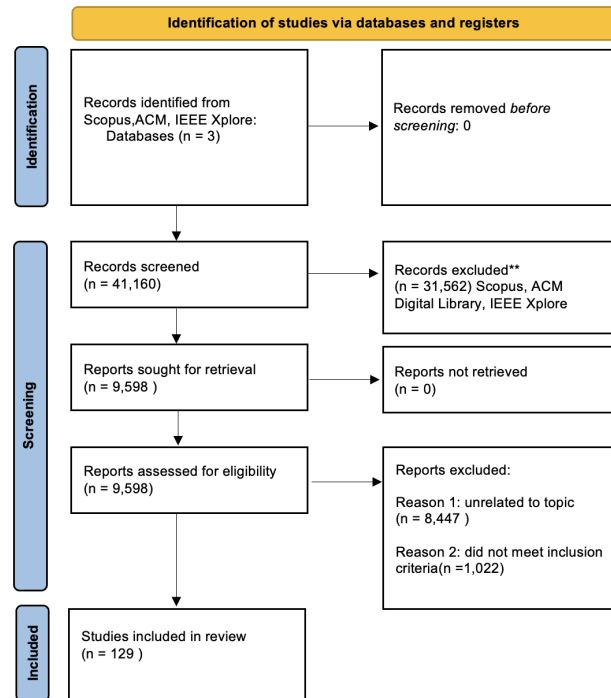 Identification of studies via databases and registers
Identification
Records identified from
Scopus,ACM, IEEE Xplore:
Databases (n = 3)
Records removed before
screening: 0
Screening
Records screened
(n = 41,160)
Records excluded**
(n = 31,562) Scopus, ACM
Digital Library, IEEE Xplore
Reports sought for retrieval
(n = 9,598 )
Reports not retrieved
(n = 0)
Reports assessed for eligibility
(n = 9,598)
Reports excluded:
Reason 1: unrelated to topic
(n = 8,447 )
Reason 2: did not meet inclusion
criteria(n =1,022)
Included
Studies included in review
(n = 129 )